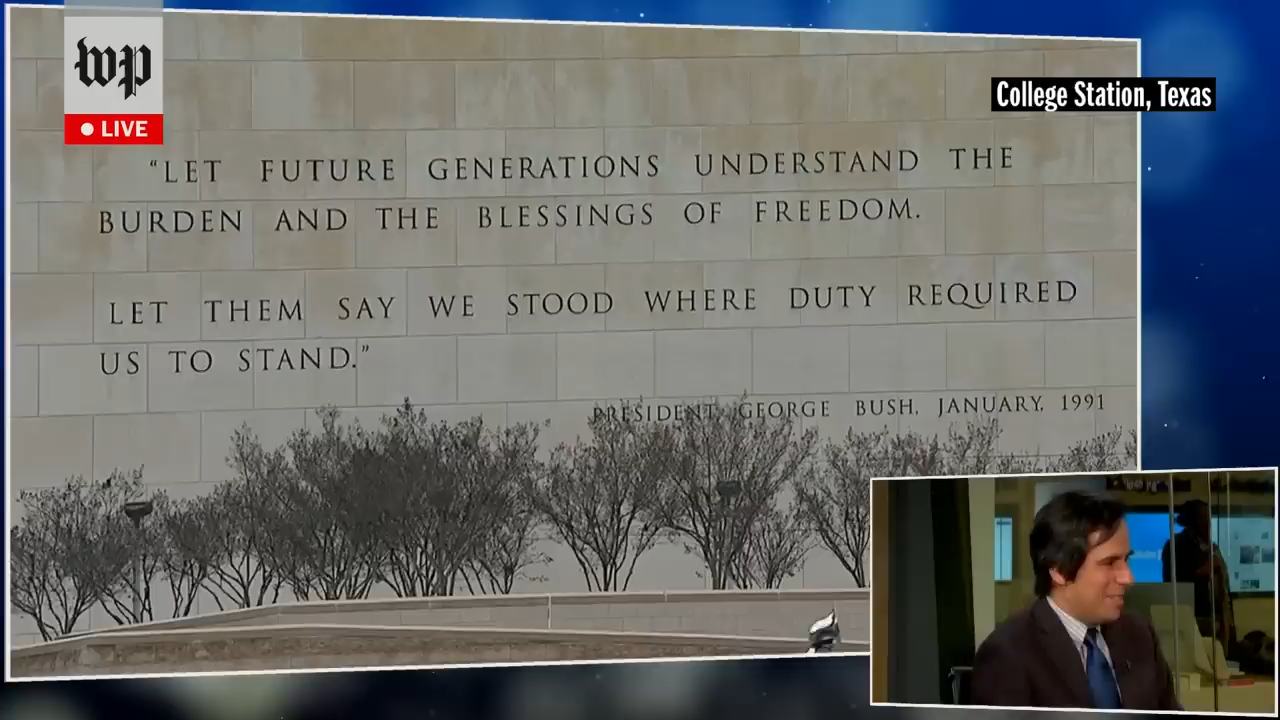 wp
LIVE
College Station, Texas
“LET FUTURE GENERATIONS UNDERSTAND THE
BURDEN AND THE BLESSINGS OF FREEDOM.
LET THEM SAY WE STOOD WHERE DUTY REQUIRED
US TO STAND.”
PRESIDENT GEORGE BUSH, JANUARY, 1991